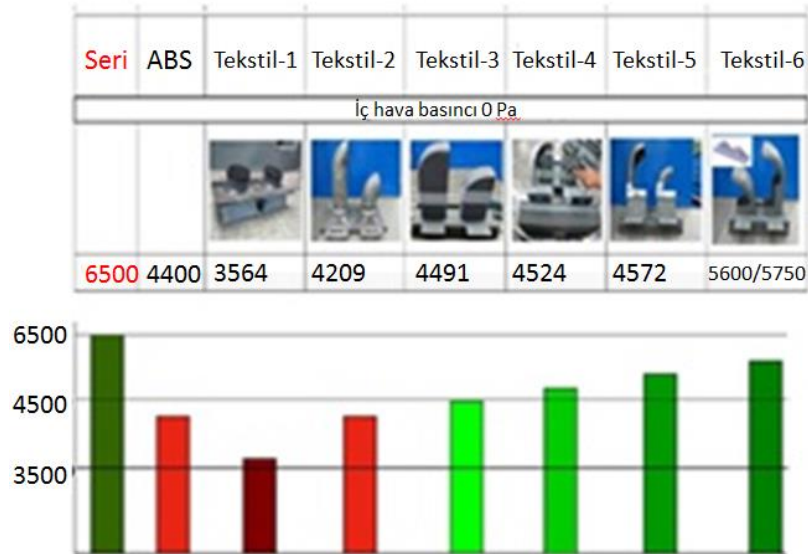 Seri ABS Tekstil-1 Tekstil-2 Tekstil-3 Tekstil-4 Tekstil-5 Tekstil-6
İç hava basıncı 0 Pa
6500 4400 3564 4209 4491 4524 4572 5600/5750
6500
4500
3500